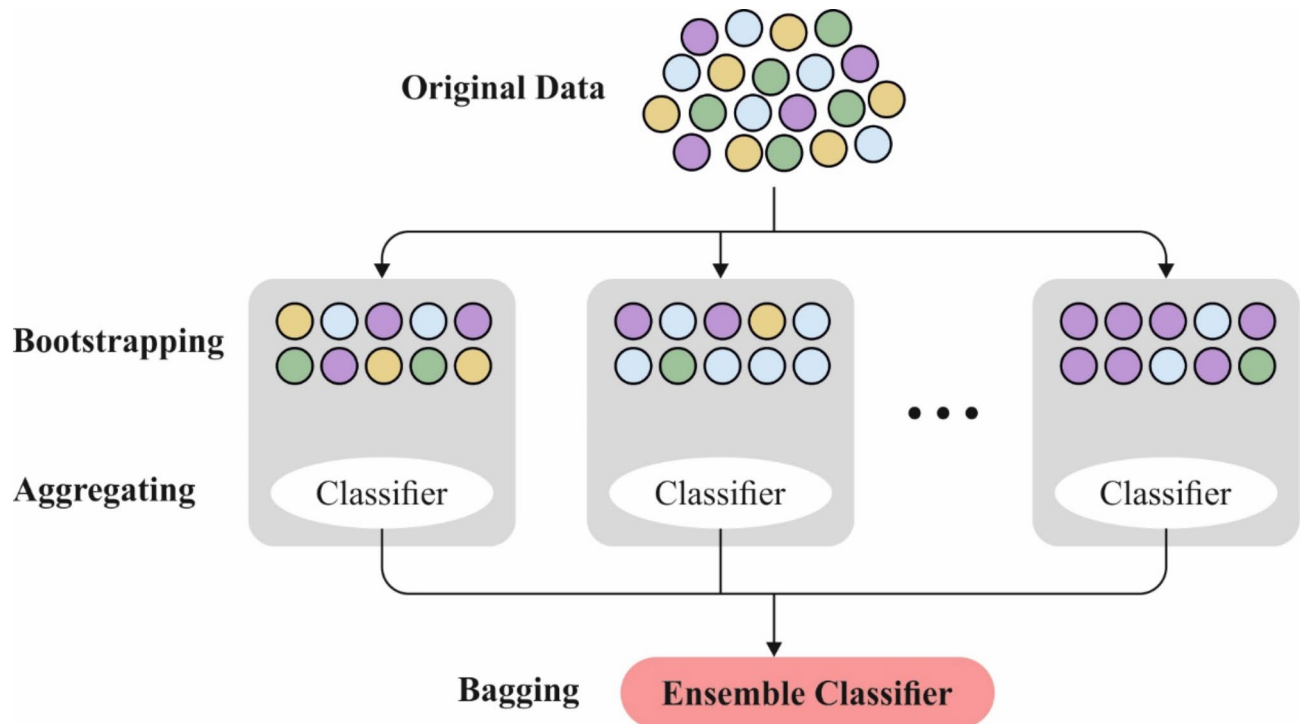 Original Data
Bootstrapping
Aggregating
Classifier
Classifier
Classifier
Bagging
Ensemble Classifier